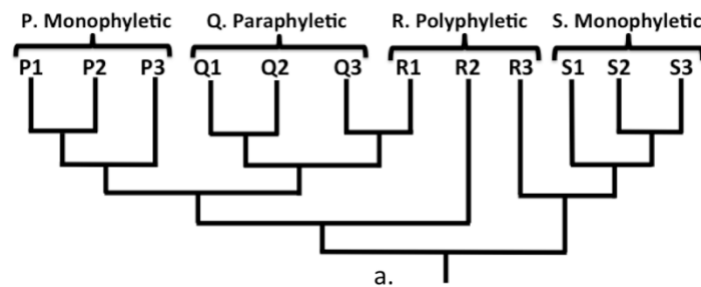 P. Monophyletic Q. Paraphyletic R. Polyphyletic S. Monophyletic
P1 P2 P3 Q1 Q2 Q3 R1 R2 R3 S1 S2 S3
a.